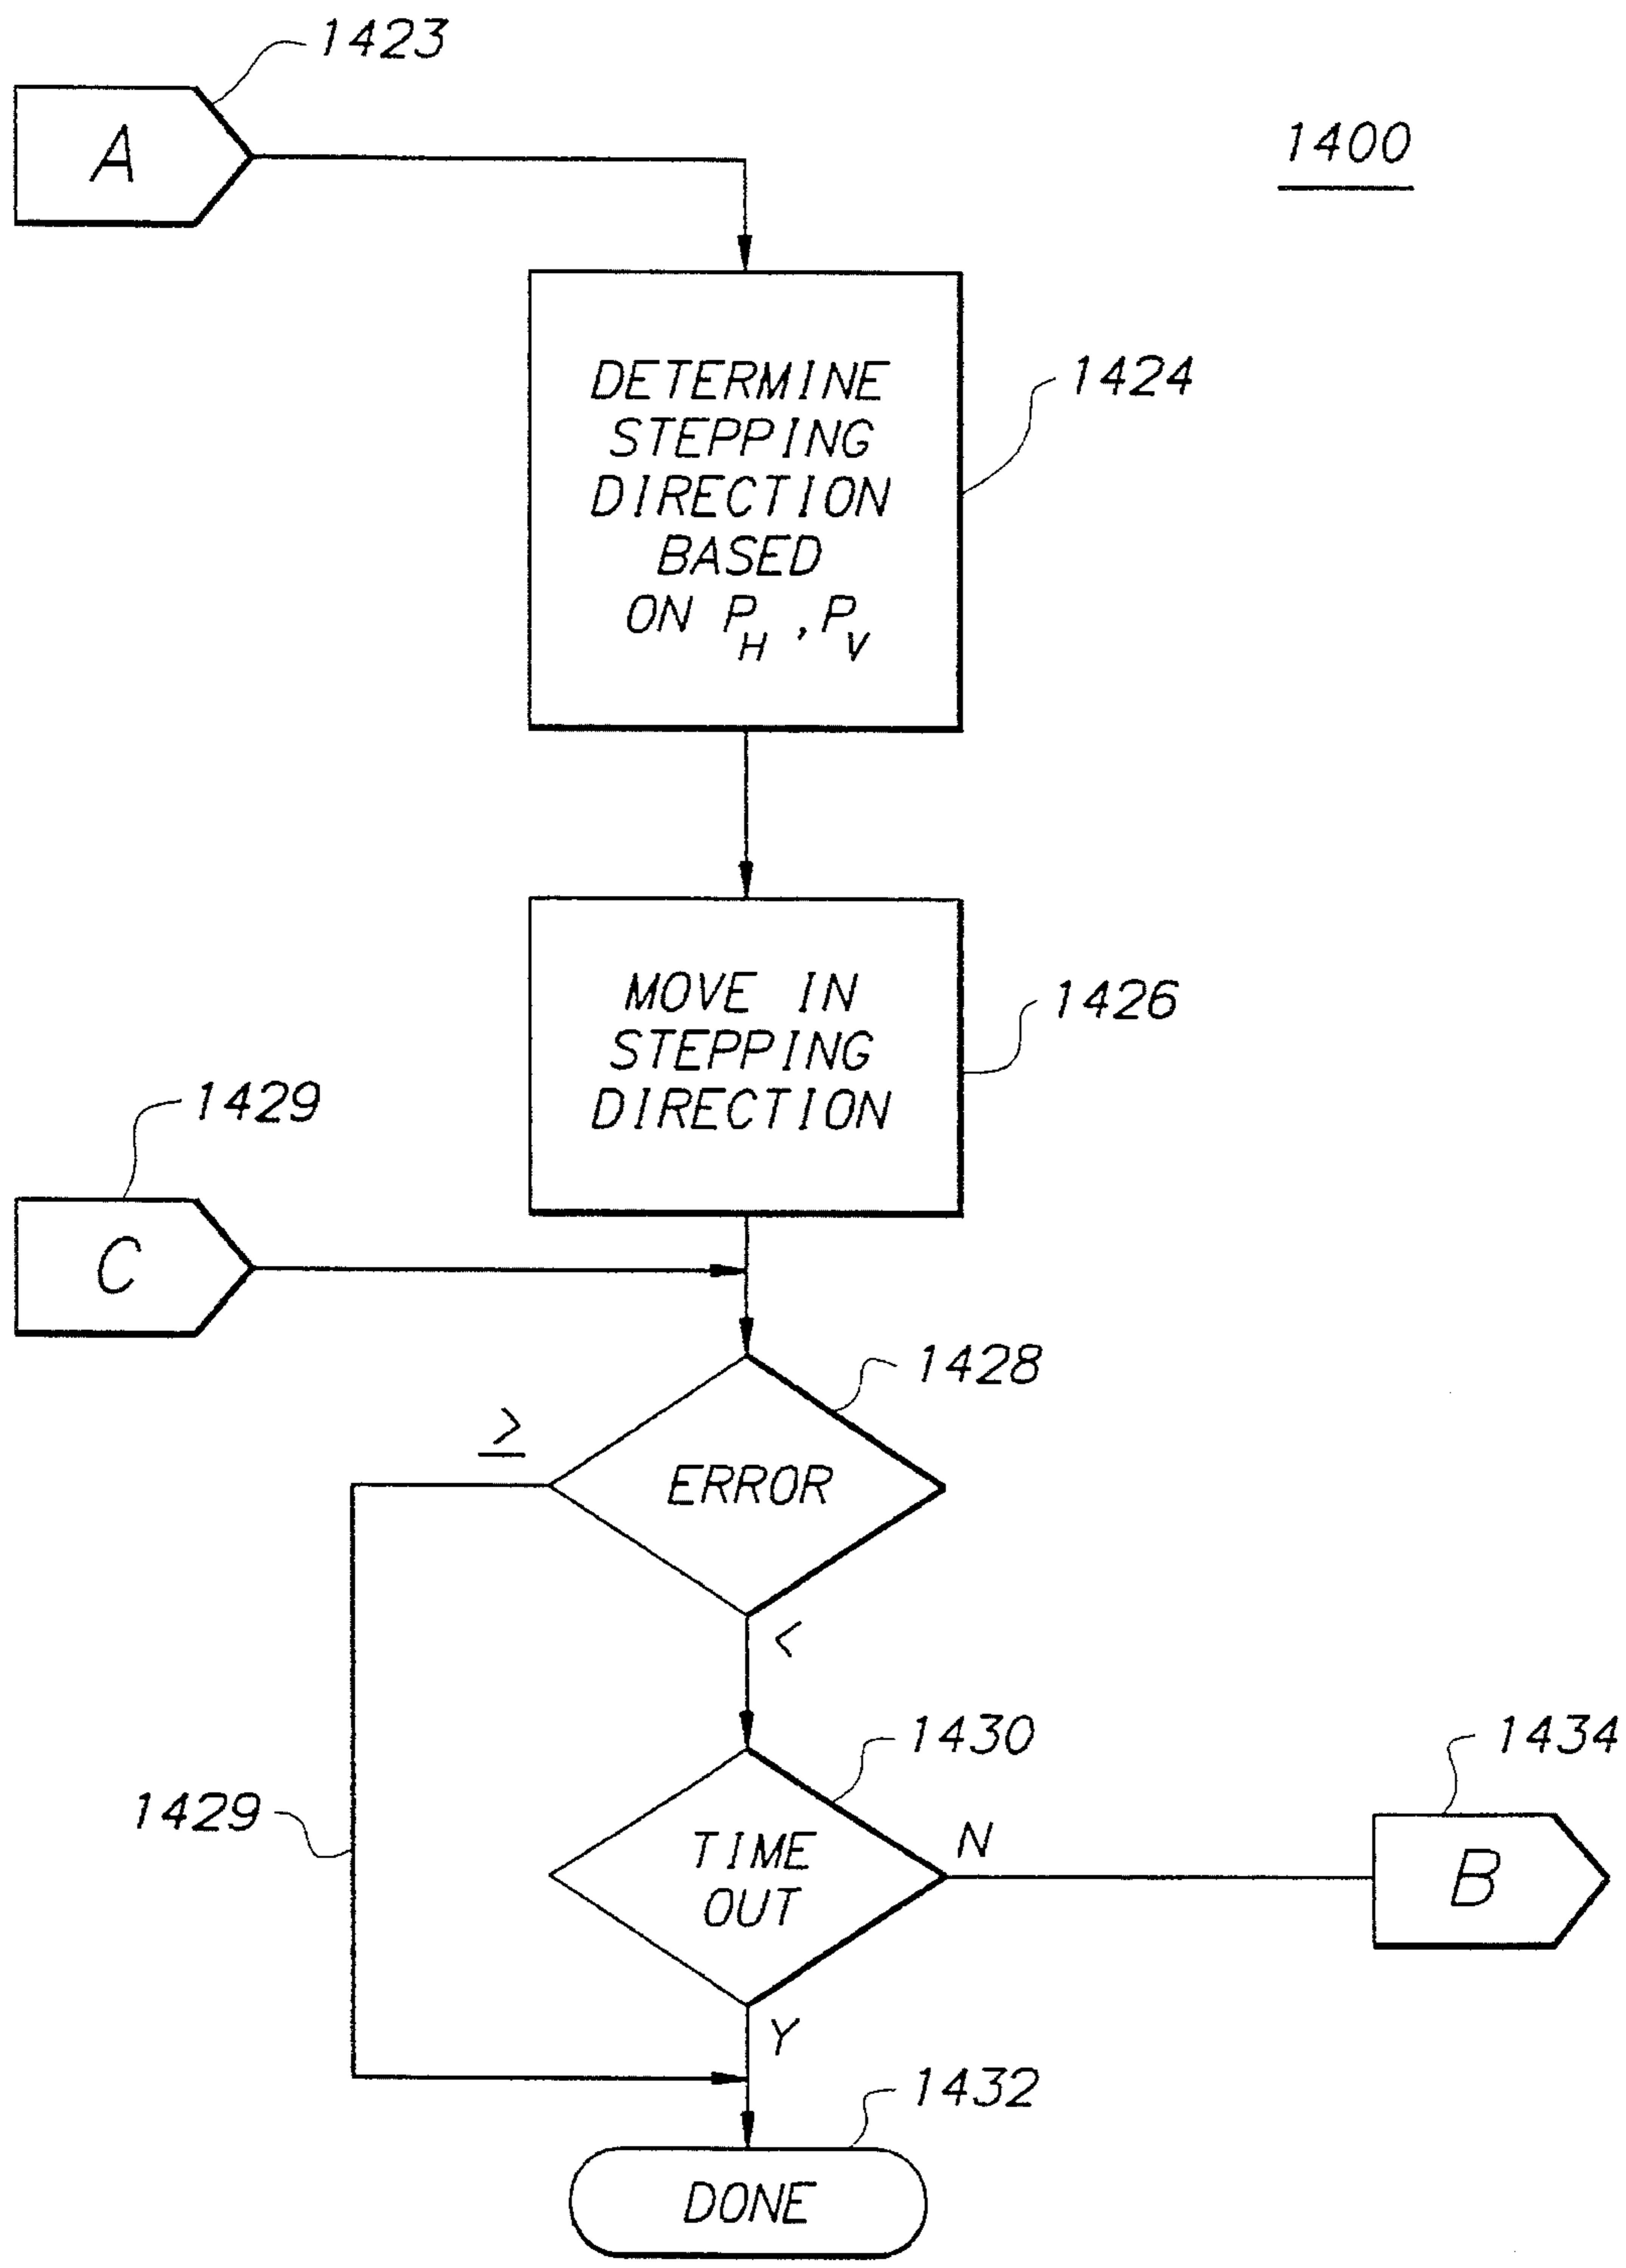 1423
A
1400
DETERMINE
STEPPING
DIRECTION
BASED
ON P_H, P_V
1424
MOVE IN
STEPPING
DIRECTION
1426
1429
C
1428
≥
ERROR
<
1430
1434
1429
TIME
OUT
N
B
Y
1432
DONE